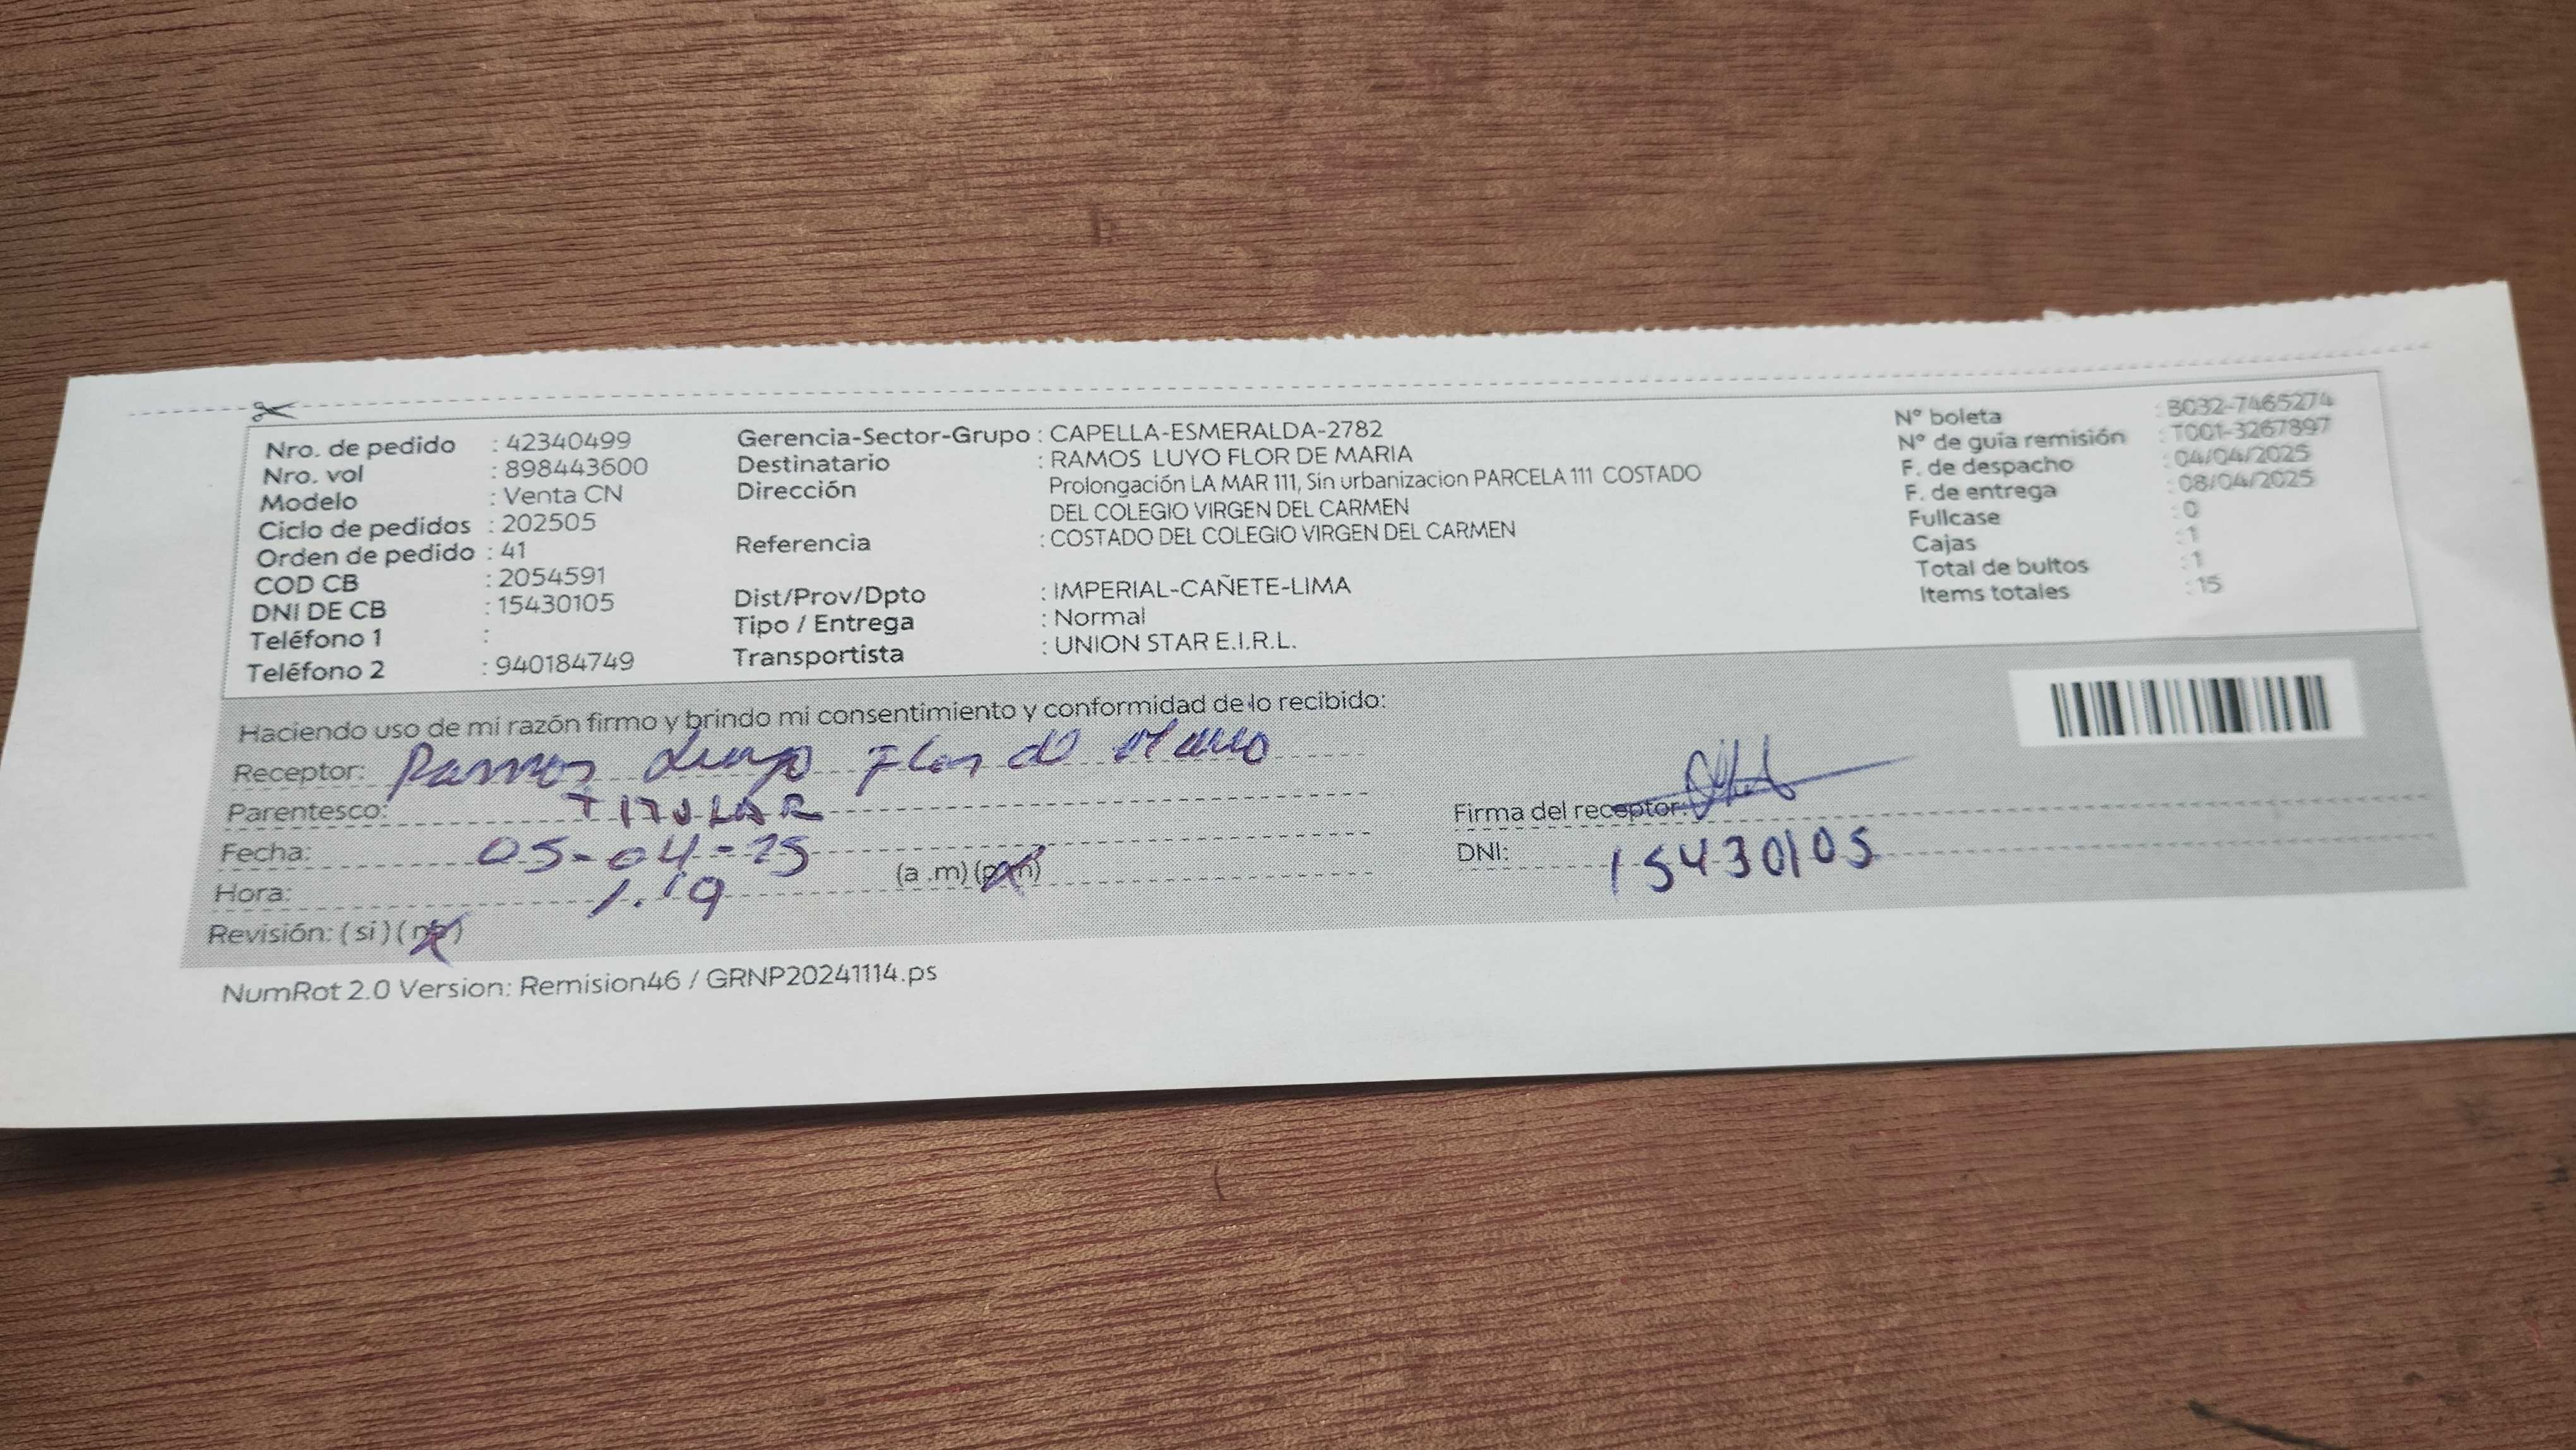 Nro. de pedido : 42340499
Nro. vol : 898443600
Modelo : Venta CN
Ciclo de pedidos : 202505
Orden de pedido : 41
COD CB : 2054591
DNI DE CB : 15430105
Teléfono 1 :
Teléfono 2 : 940184749
Gerencia-Sector-Grupo : CAPELLA-ESMERALDA-2782
Destinatario : RAMOS LUYO FLOR DE MARIA
Dirección Prolongación LA MAR 111, Sin urbanizacion PARCELA 111 COSTADO
DEL COLEGIO VIRGEN DEL CARMEN
Referencia : COSTADO DEL COLEGIO VIRGEN DEL CARMEN
Dist/Prov/Dpto : IMPERIAL-CAÑETE-LIMA
Tipo / Entrega : Normal
Transportista : UNION STAR E.I.R.L.
N° boleta : B032-7465274
N° de guía remisión : T001-3267897
F. de despacho : 04/04/2025
F. de entrega : 08/04/2025
Fullcase : 0
Cajas : 1
Total de bultos : 1
Items totales : 15
Haciendo uso de mi razón firmo y brindo mi consentimiento y conformidad de lo recibido:
Receptor: Ramos Luyo Flor de Maria
Parentesco: TITULAR
Fecha: 05-04-25
Hora: 1.19 (a .m) (p.m)
Revisión: ( si ) ( no )
Firma del receptor:
DNI: 15430105
NumRot 2.0 Version: Remision46 / GRNP20241114.ps